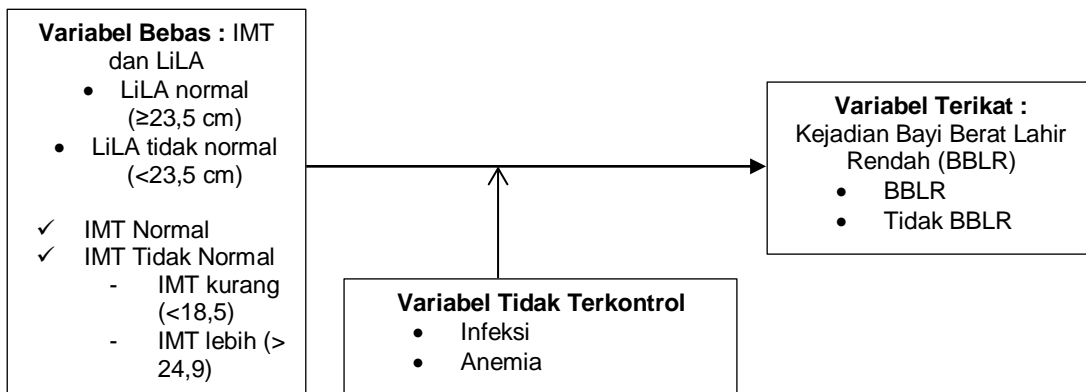 Variabel Bebas : IMT
dan LiLA
• LiLA normal
(≥23,5 cm)
• LiLA tidak normal
(<23,5 cm)
✓ IMT Normal
✓ IMT Tidak Normal
- IMT kurang
(<18,5)
- IMT lebih (>
24,9)
Variabel Tidak Terkontrol
• Infeksi
• Anemia
Variabel Terikat :
Kejadian Bayi Berat Lahir
Rendah (BBLR)
• BBLR
• Tidak BBLR